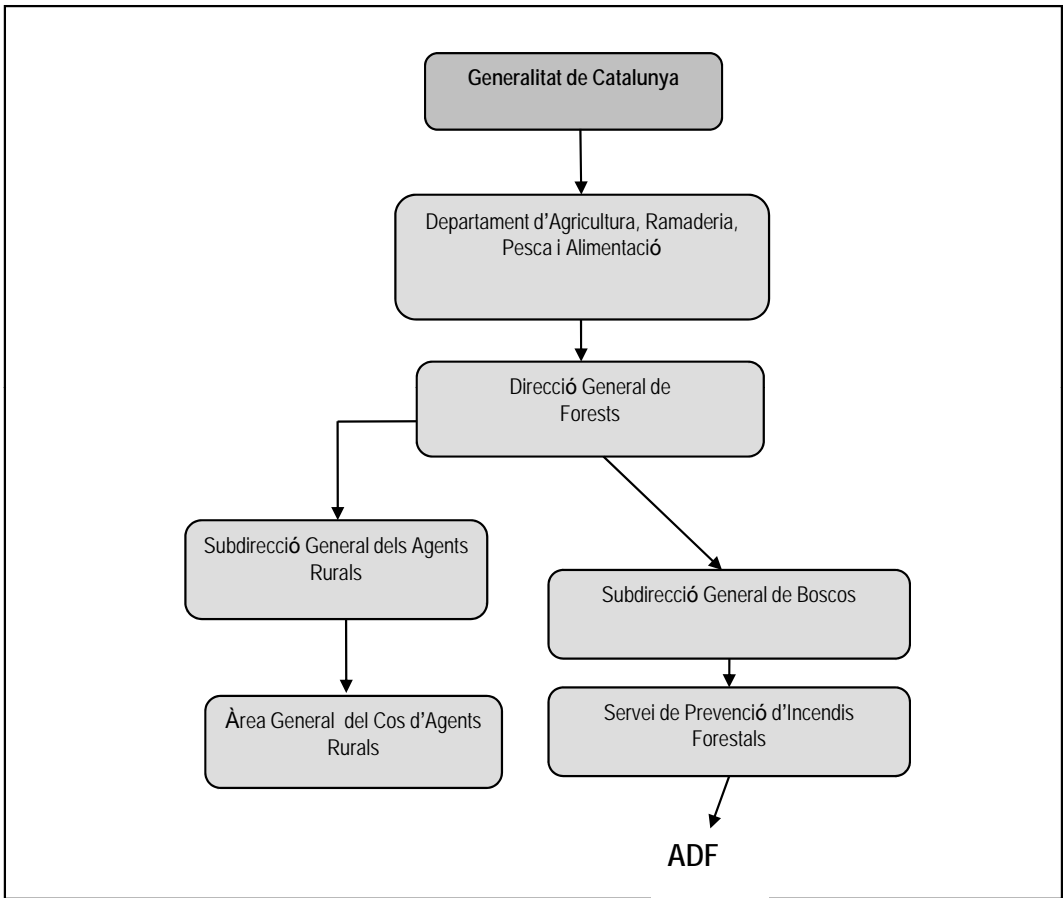 Generalitat de Catalunya
Departament d'Agricultura, Ramaderia,
Pesca i Alimentació
Direcció General de
Forests
Subdirecció General dels Agents
Rurals
Subdirecció General de Boscos
Àrea General del Cos d'Agents
Rurals
Servei de Prevenció d'Incendis
Forestals
ADF